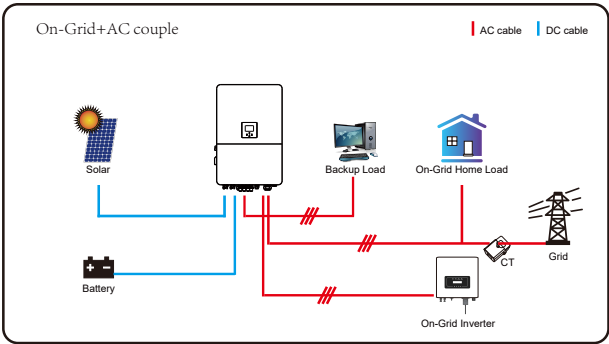 On-Grid+AC couple
AC cable
DC cable
Solar
Backup Load
On-Grid Home Load
CT
Grid
Battery
On-Grid Inverter